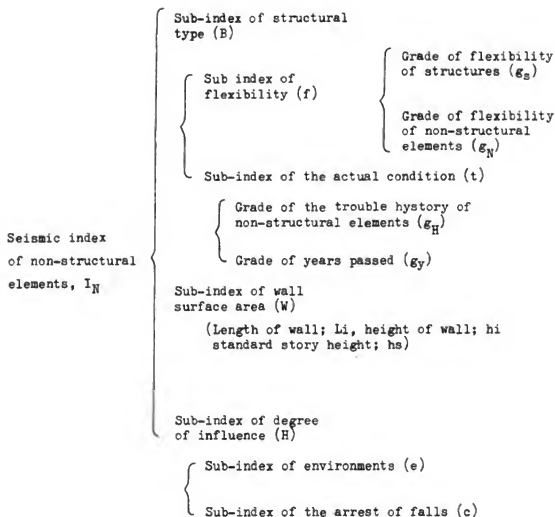 Sub-index of structural
type (B)
Grade of flexibility
of structures (gs)
Sub index of
flexibility (f)
Grade of flexibility
of non-structural
elements (gN)
Sub-index of the actual condition (t)
Grade of the trouble hystory of
non-structural elements (gH)
Grade of years passed (gy)
Seismic index
of non-structural
elements, IN
Sub-index of wall
surface area (W)
(Length of wall; Li, height of wall; hi
standard story height; hs)
Sub-index of degree
of influence (H)
Sub-index of environments (e)
Sub-index of the arrest of falls (c)